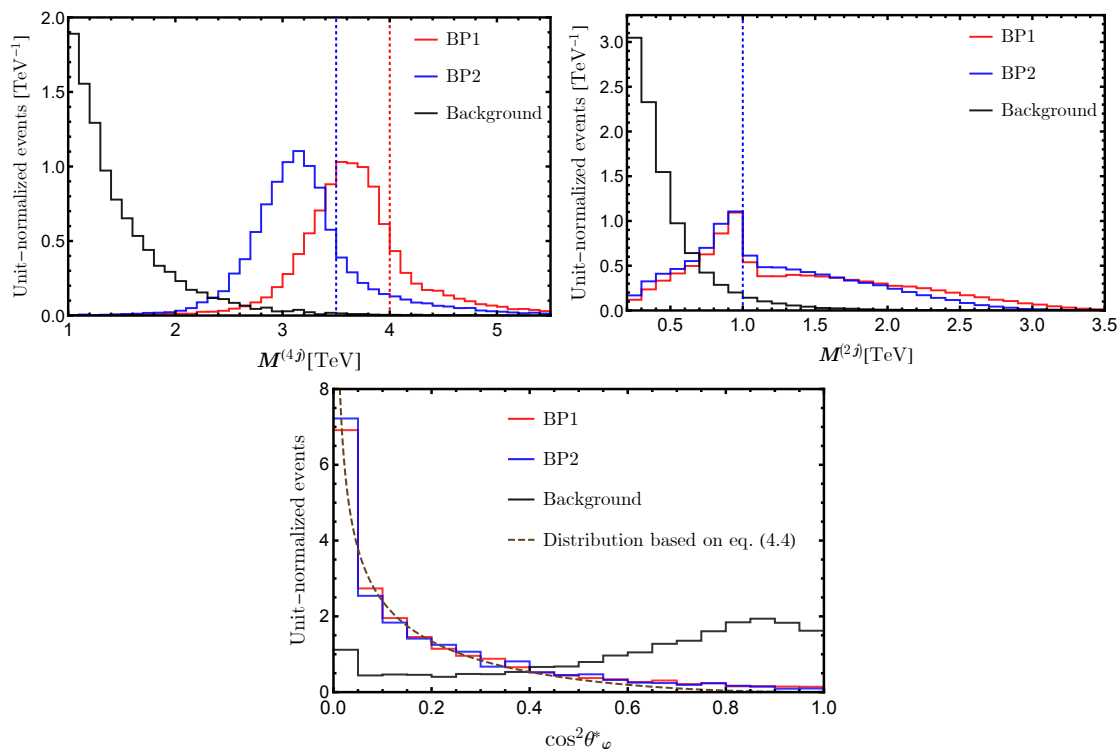 Unit−normalized events [TeV⁻¹]
2.0
1.5
1.0
0.5
0.0
1
2
3
4
5
M⁽⁴ʲ⁾[TeV]
BP1
BP2
Background
Unit−normalized events [TeV⁻¹]
3.0
2.5
2.0
1.5
1.0
0.5
0.0
0.5
1.0
1.5
2.0
2.5
3.0
3.5
M⁽²ʲ⁾[TeV]
BP1
BP2
Background
Unit−normalized events
8
6
4
2
0
0.0
0.2
0.4
0.6
0.8
1.0
cos²θ*φ
BP1
BP2
Background
Distribution based on eq. (4.4)